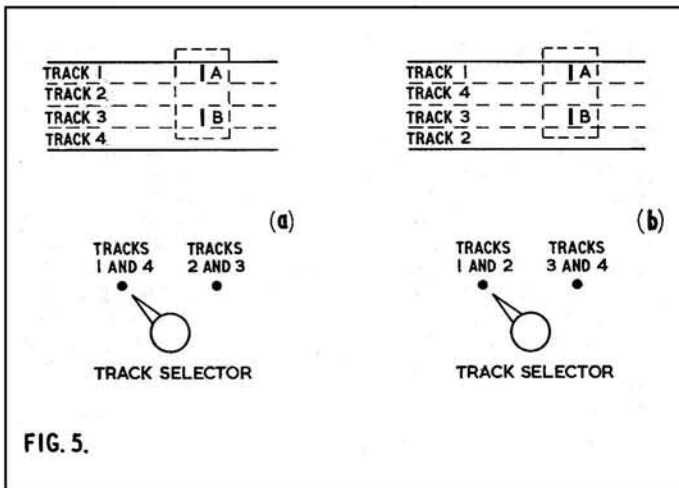 TRACK 1 A
TRACK 2
TRACK 3 B
TRACK 4
(a)
TRACKS 1 AND 4
TRACKS 2 AND 3
TRACK SELECTOR
TRACK 1 A
TRACK 4
TRACK 3 B
TRACK 2
(b)
TRACKS 1 AND 2
TRACKS 3 AND 4
TRACK SELECTOR
FIG. 5.